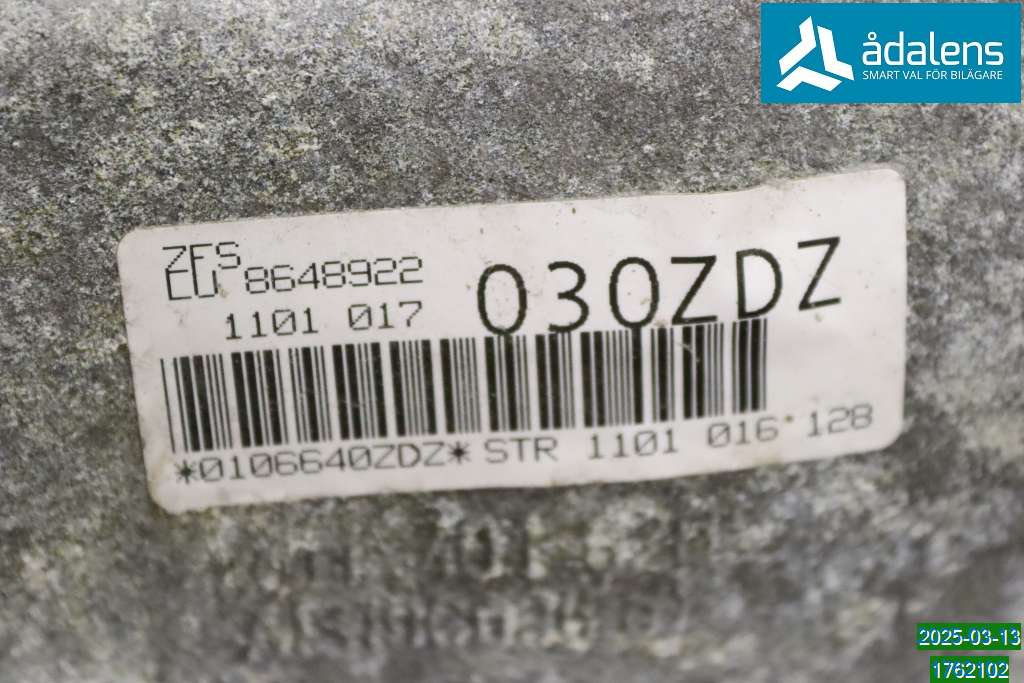 ådalens
SMART VAL FÖR BILÄGARE
ZFS
EU 8648922
030ZDZ
1101 017
*0106640ZDZ* STR 1101 016 128
2025-03-13
1762102